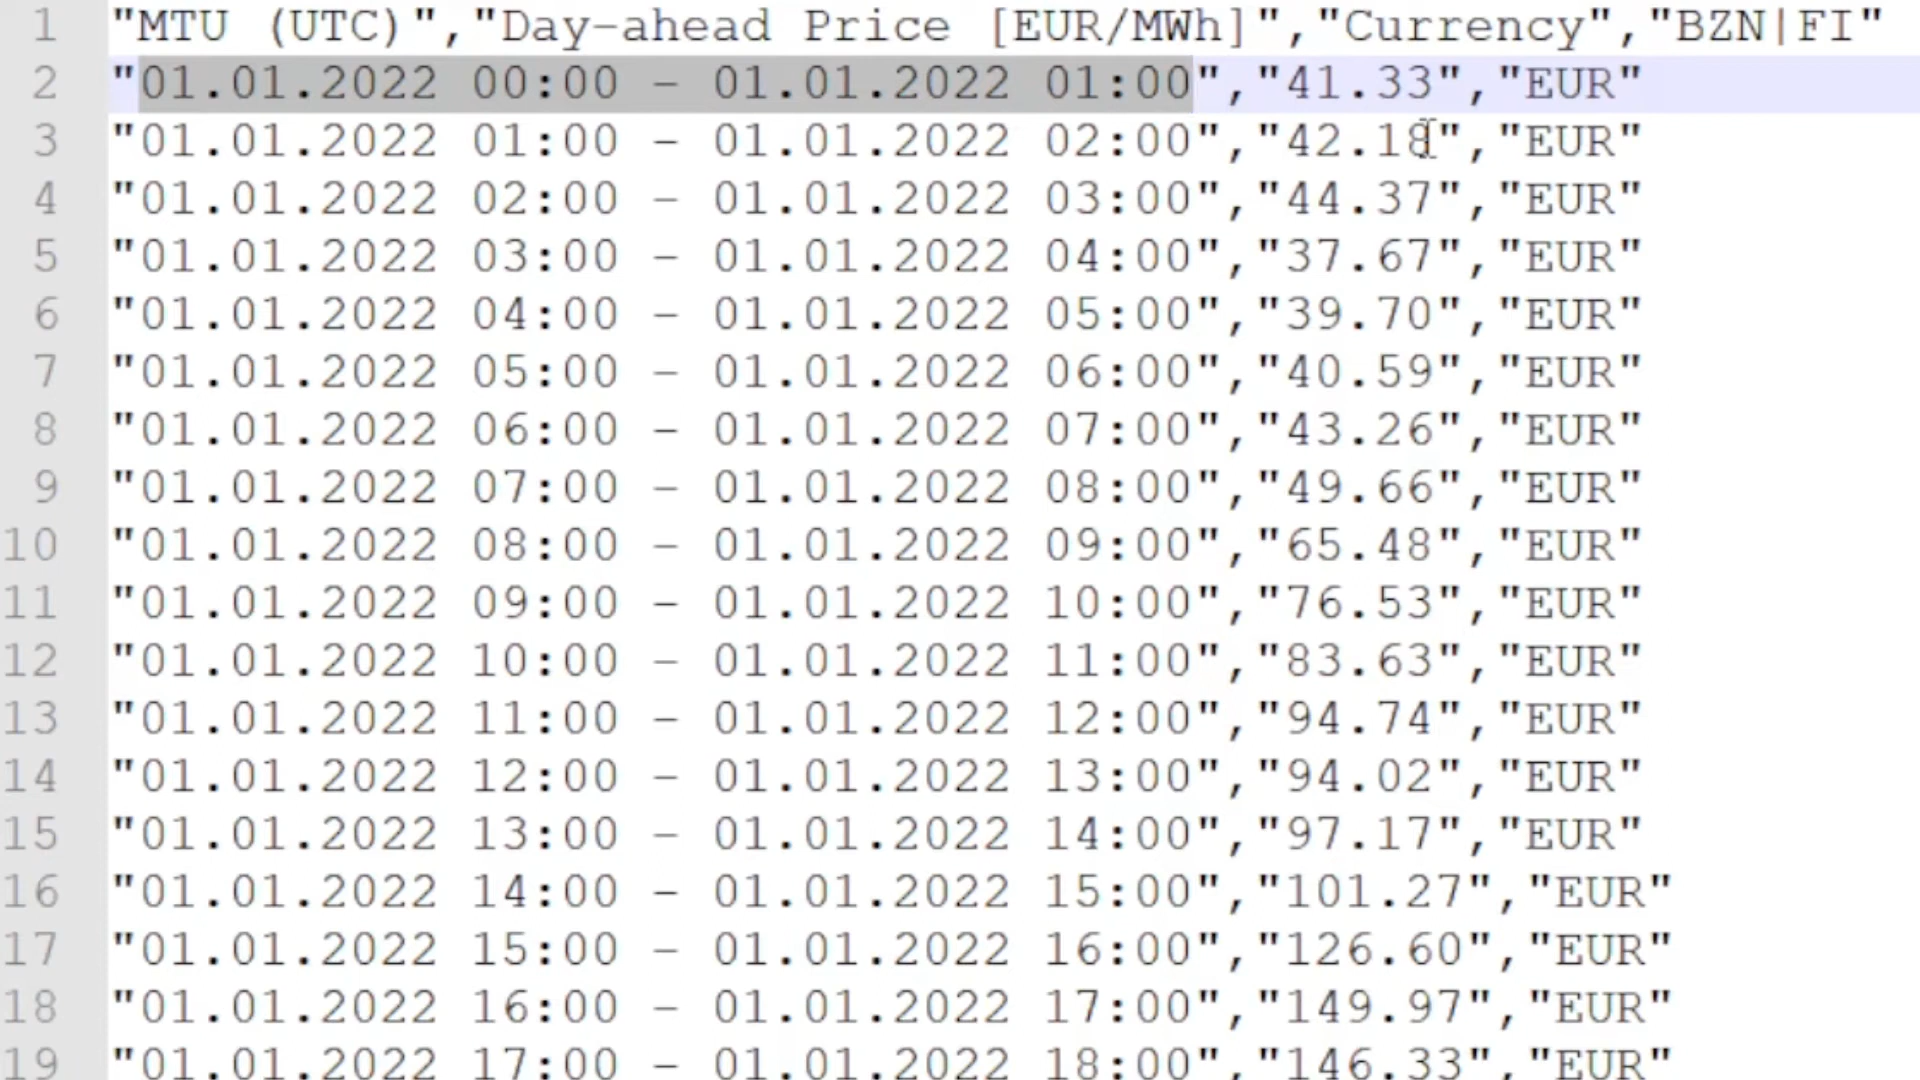 1 "MTU (UTC)","Day-ahead Price [EUR/MWh]","Currency","BZN|FI"
2 "01.01.2022 00:00 - 01.01.2022 01:00","41.33","EUR"
3 "01.01.2022 01:00 - 01.01.2022 02:00","42.18","EUR"
4 "01.01.2022 02:00 - 01.01.2022 03:00","44.37","EUR"
5 "01.01.2022 03:00 - 01.01.2022 04:00","37.67","EUR"
6 "01.01.2022 04:00 - 01.01.2022 05:00","39.70","EUR"
7 "01.01.2022 05:00 - 01.01.2022 06:00","40.59","EUR"
8 "01.01.2022 06:00 - 01.01.2022 07:00","43.26","EUR"
9 "01.01.2022 07:00 - 01.01.2022 08:00","49.66","EUR"
10 "01.01.2022 08:00 - 01.01.2022 09:00","65.48","EUR"
11 "01.01.2022 09:00 - 01.01.2022 10:00","76.53","EUR"
12 "01.01.2022 10:00 - 01.01.2022 11:00","83.63","EUR"
13 "01.01.2022 11:00 - 01.01.2022 12:00","94.74","EUR"
14 "01.01.2022 12:00 - 01.01.2022 13:00","94.02","EUR"
15 "01.01.2022 13:00 - 01.01.2022 14:00","97.17","EUR"
16 "01.01.2022 14:00 - 01.01.2022 15:00","101.27","EUR"
17 "01.01.2022 15:00 - 01.01.2022 16:00","126.60","EUR"
18 "01.01.2022 16:00 - 01.01.2022 17:00","149.97","EUR"
19 "01.01.2022 17:00 - 01.01.2022 18:00","146.33","EUR"